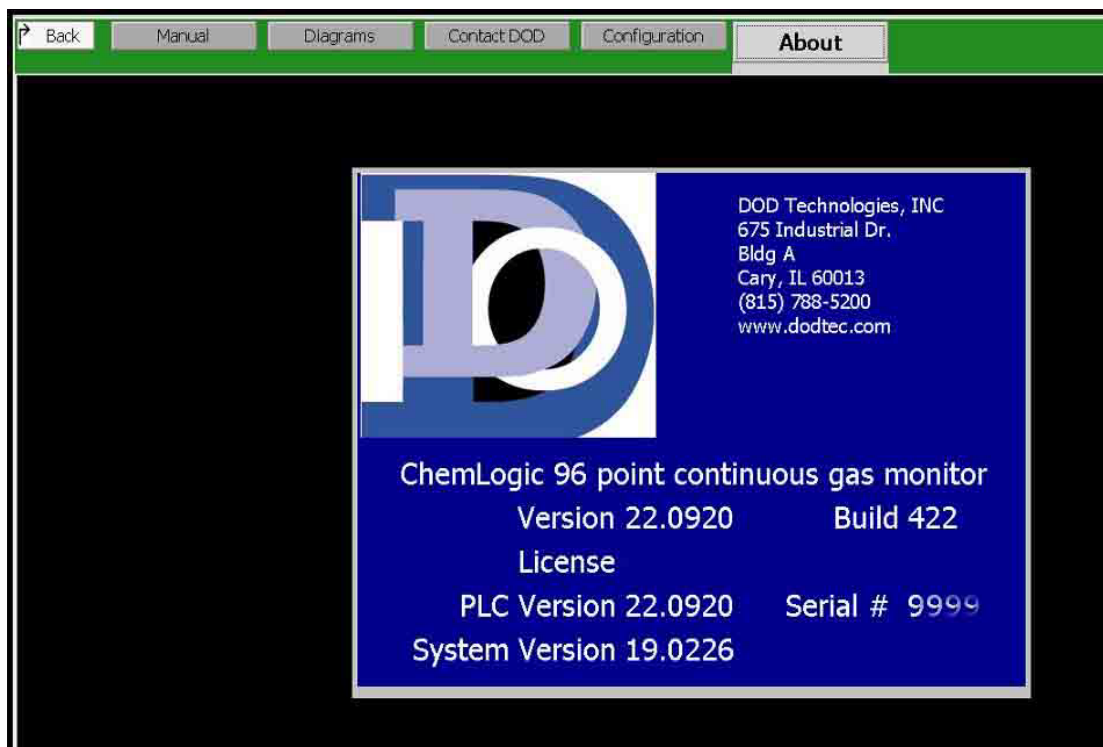 Back Manual Diagrams Contact DOD Configuration About
DOD Technologies, INC
675 Industrial Dr.
Bldg A
Cary, IL 60013
(815) 788-5200
www.dodtec.com
ChemLogic 96 point continuous gas monitor
Version 22.0920 Build 422
License
PLC Version 22.0920 Serial # 9999
System Version 19.0226